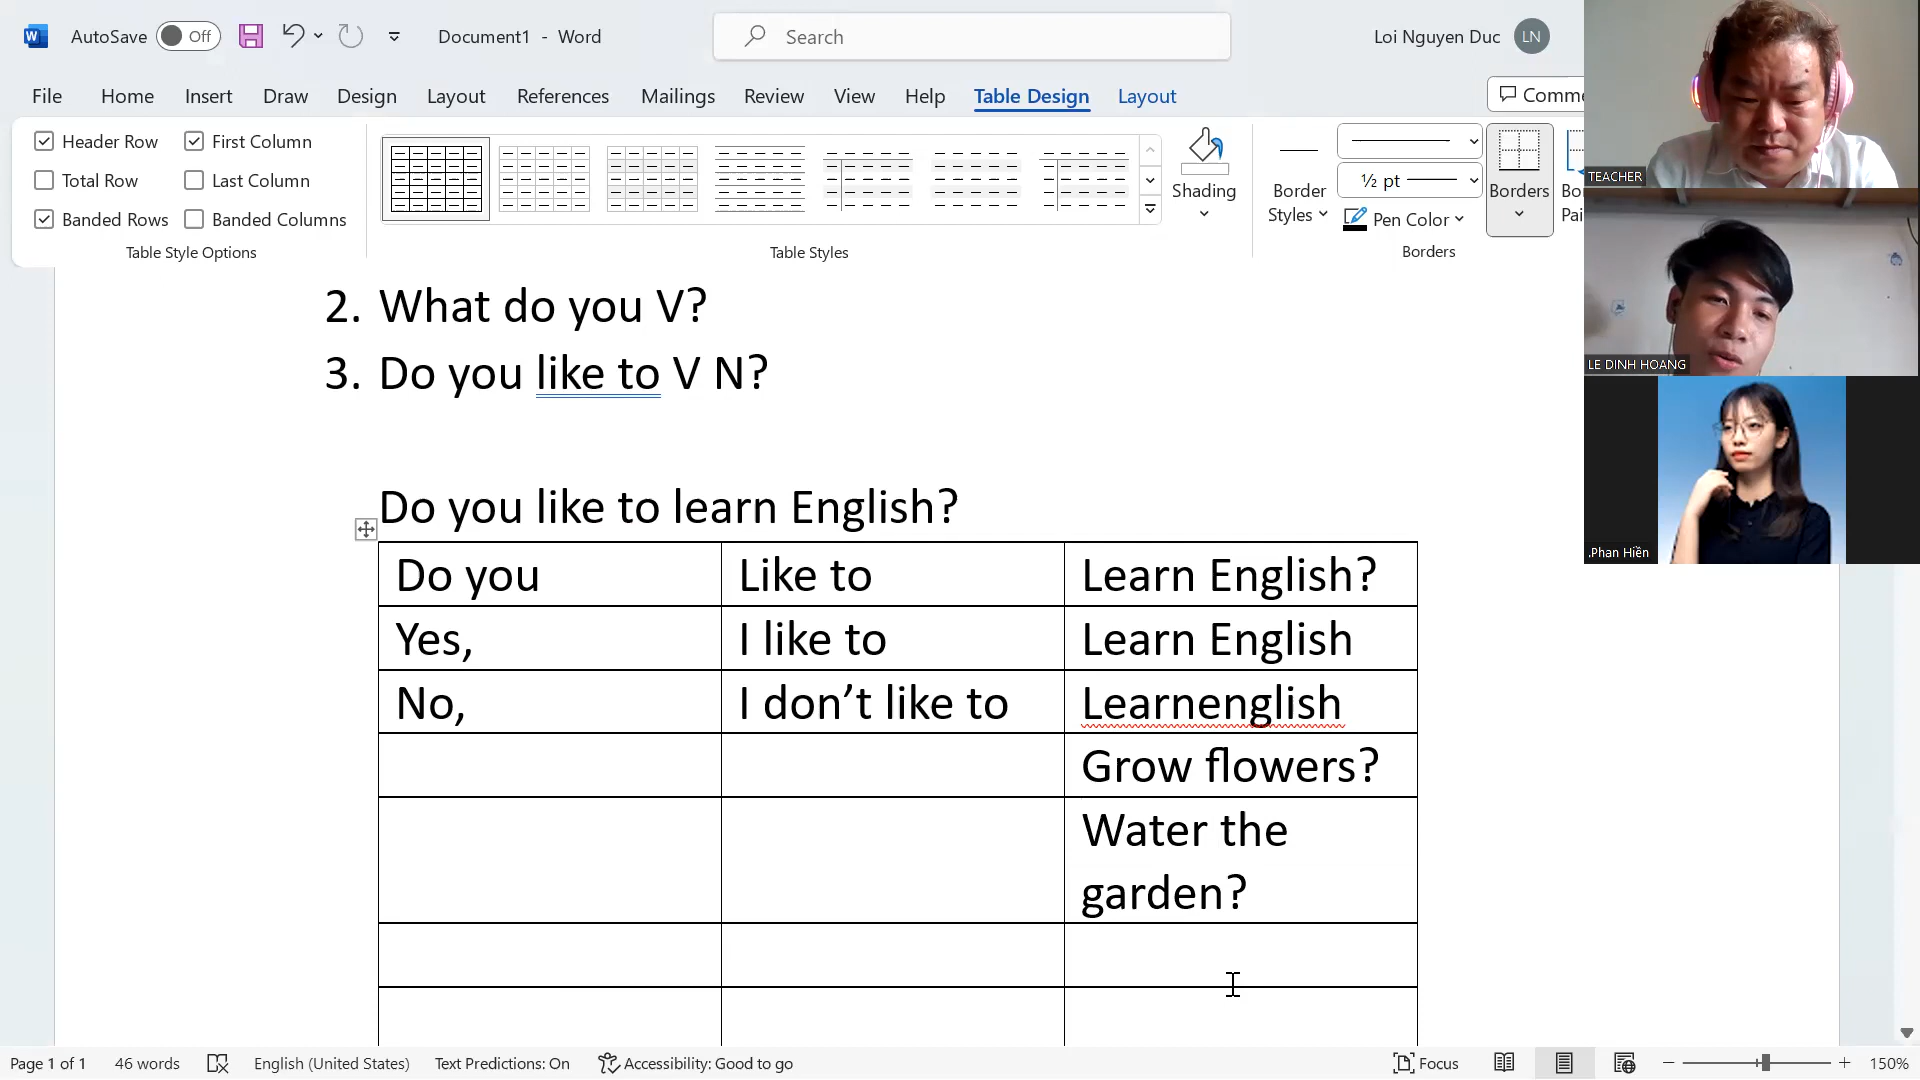 AutoSave Off Document1 - Word Search Loi Nguyen Duc LN
File Home Insert Draw Design Layout References Mailings Review View Help Table Design Layout Comme
Header Row First Column
Total Row Last Column
Banded Rows Banded Columns
Table Style Options
Table Styles
Shading
Border Styles
½ pt
Pen Color
Borders
Borders
Bo
Pai
TEACHER
LE DINH HOANG
.Phan Hiền
2. What do you V?
3. Do you like to V N?
Do you like to learn English?
Do you Like to Learn English?
Yes, I like to Learn English
No, I don’t like to Learnenglish
Grow flowers?
Water the
garden?
Page 1 of 1 46 words English (United States) Text Predictions: On Accessibility: Good to go Focus 150%